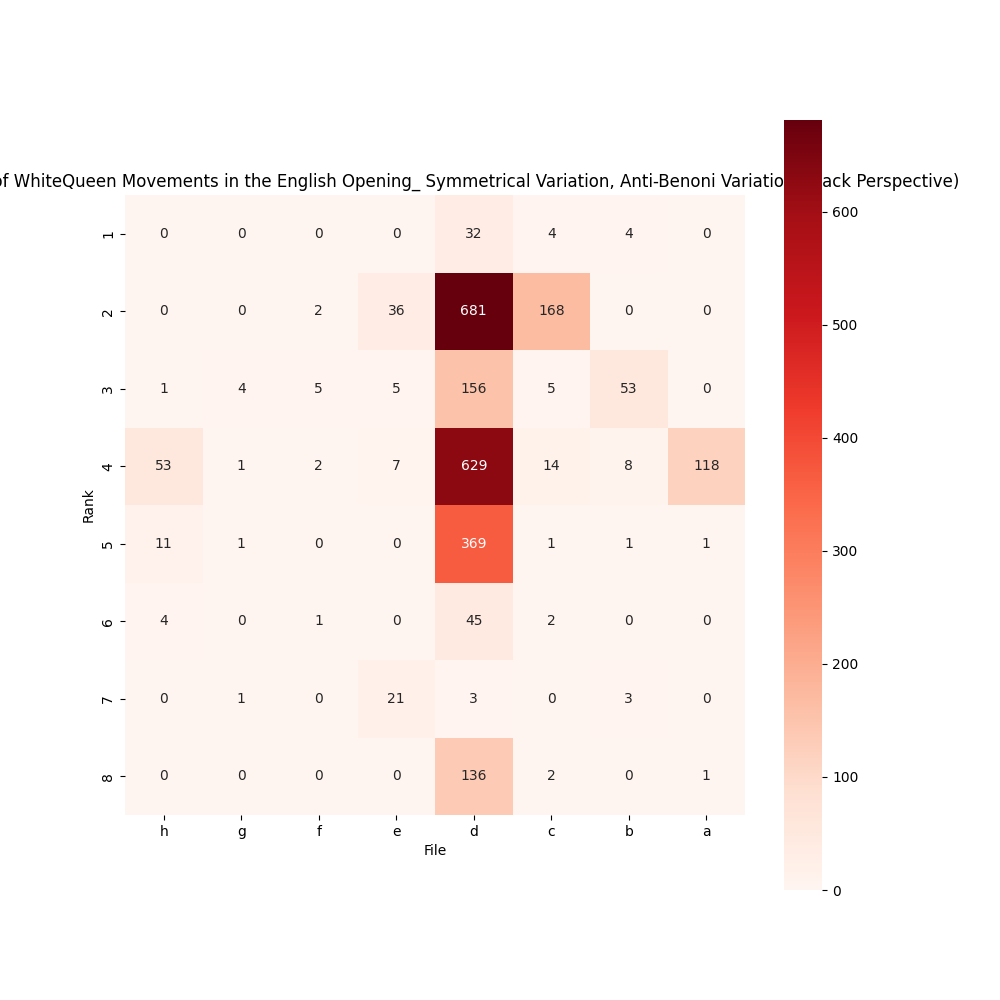 of WhiteQueen Movements in the English Opening_ Symmetrical Variation, Anti-Benoni Perspective)
1 0 0 0 0 32 4 4 0
2 0 0 2 36 681 168 0 0
3 1 4 5 5 156 5 53 0
4 53 1 2 7 629 14 8 118
5 11 1 0 0 369 1 1 1
6 4 0 1 0 45 2 0 0
7 0 1 0 21 3 0 3 0
8 0 0 0 0 136 2 0 1
h g f e d c b a
File
Rank
600
500
400
300
200
100
0